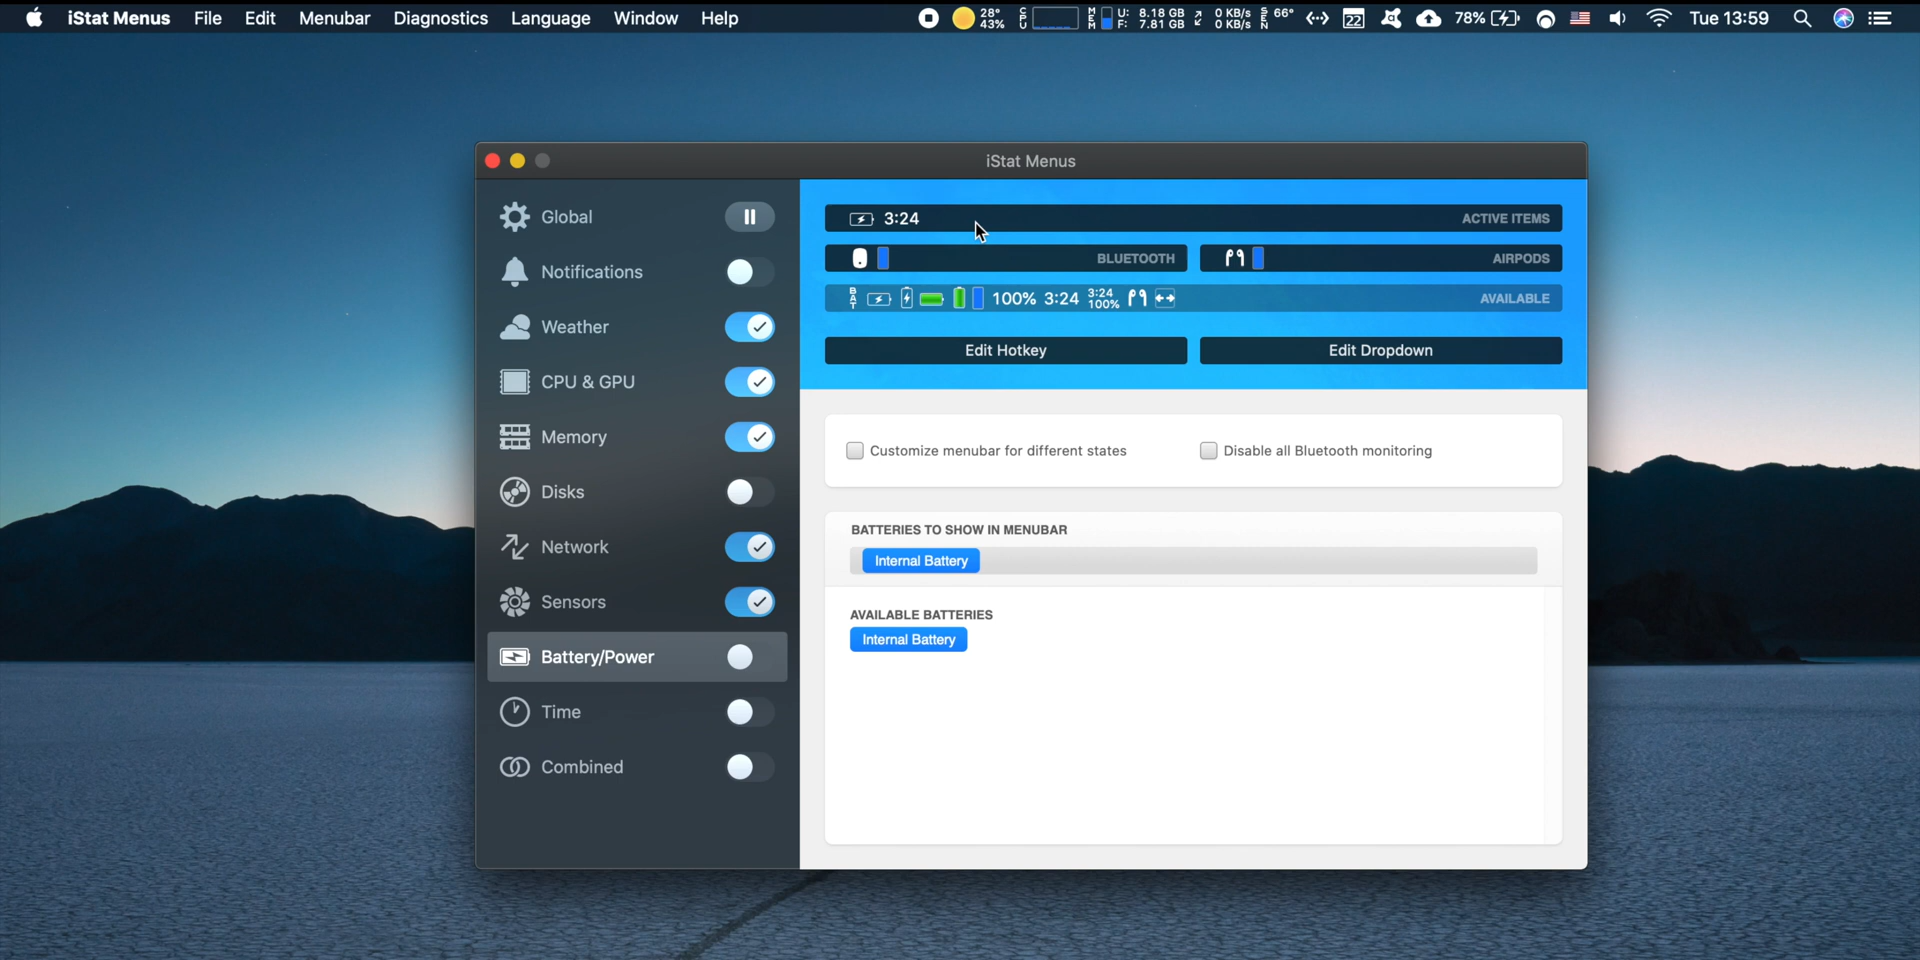 iStat Menus File Edit Menubar Diagnostics Language Window Help
28° 43% CPU MEM U: 8.18 GB F: 7.81 GB 0 KB/s 0 KB/s SEN 66° 22 78% Tue 13:59
iStat Menus
Global
Notifications
Weather
CPU & GPU
Memory
Disks
Network
Sensors
Battery/Power
Time
Combined
3:24 ACTIVE ITEMS
BLUETOOTH AIRPODS
BAT 100% 3:24 3:24 100% AVAILABLE
Edit Hotkey Edit Dropdown
Customize menubar for different states Disable all Bluetooth monitoring
BATTERIES TO SHOW IN MENUBAR
Internal Battery
AVAILABLE BATTERIES
Internal Battery